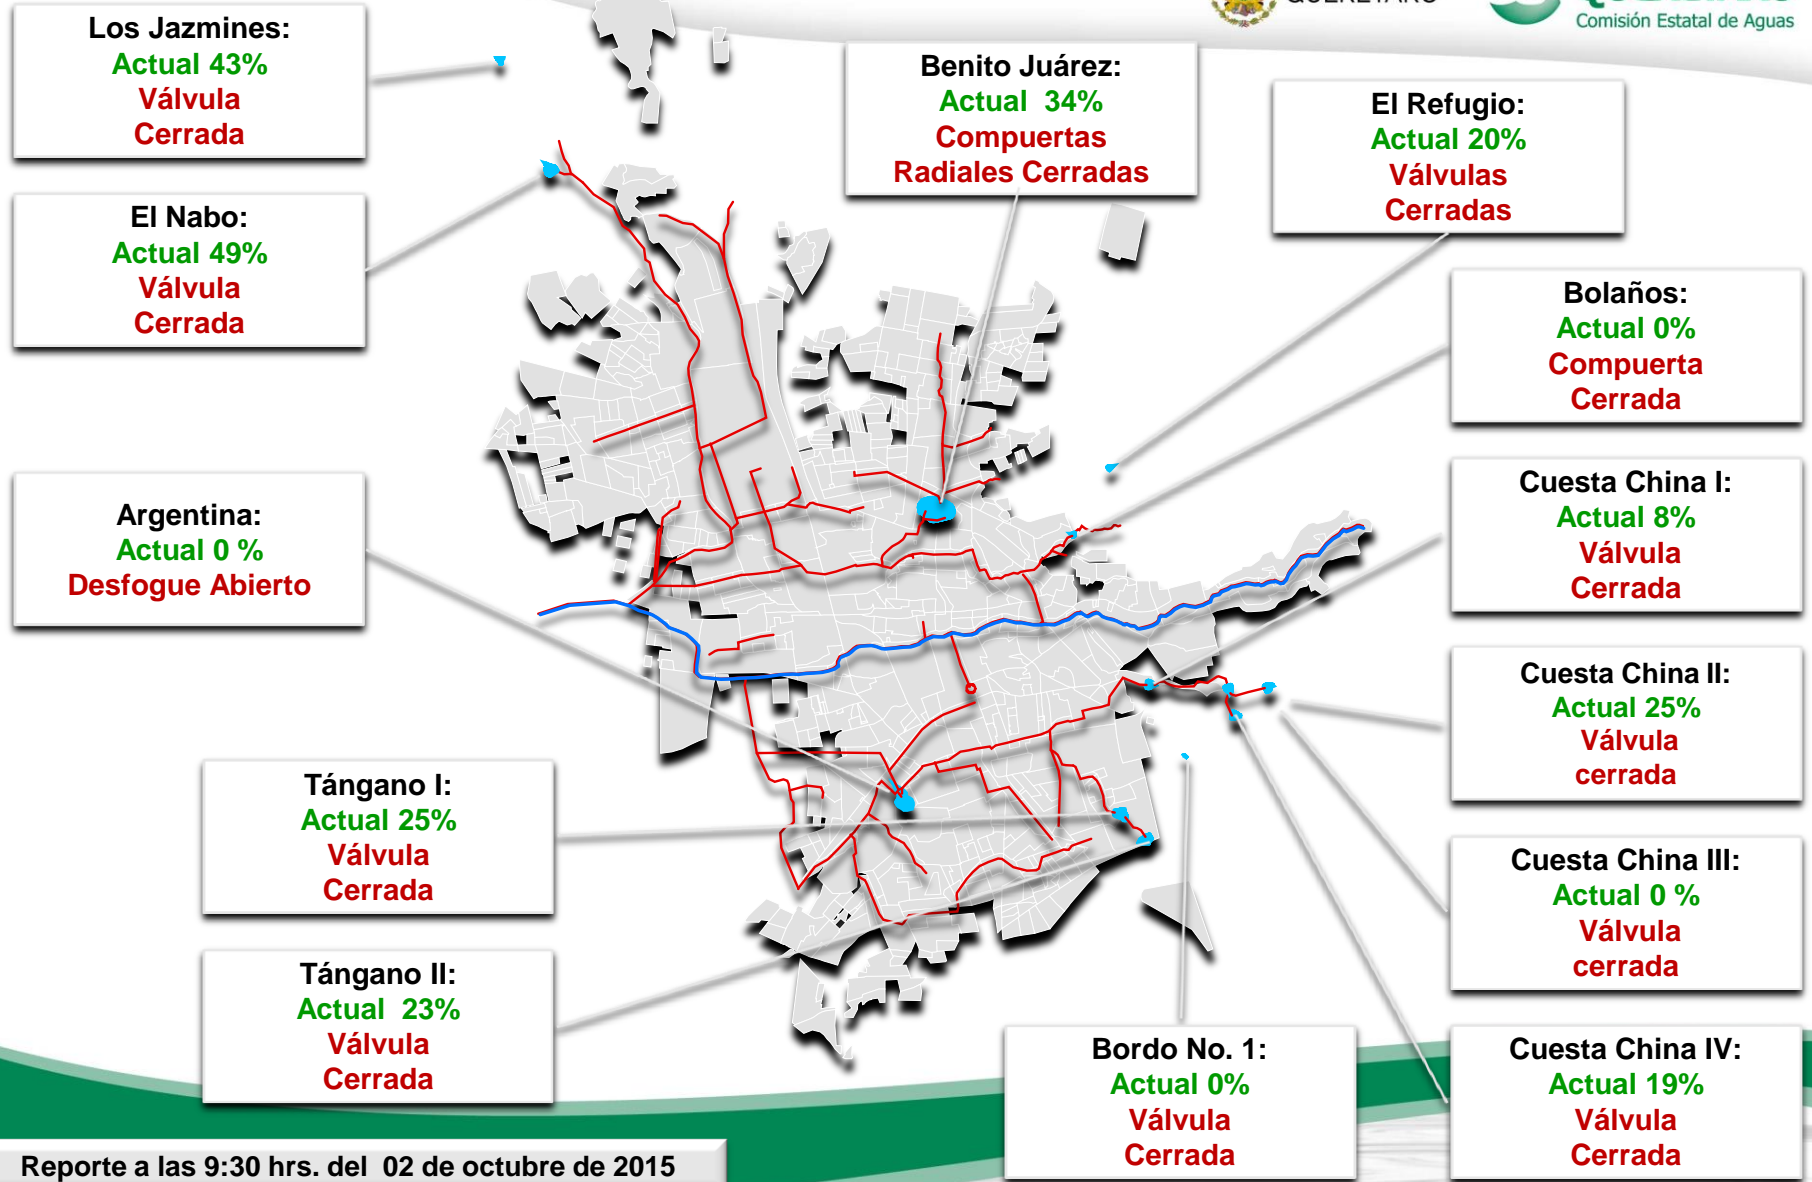 Comisión Estatal de Aguas
Los Jazmines:
Actual 43%
Válvula
Cerrada
Benito Juárez:
Actual 34%
Compuertas
Radiales Cerradas
El Refugio:
Actual 20%
Válvulas
Cerradas
El Nabo:
Actual 49%
Válvula
Cerrada
Bolaños:
Actual 0%
Compuerta
Cerrada
Argentina:
Actual 0 %
Desfogue Abierto
Cuesta China I:
Actual 8%
Válvula
Cerrada
Cuesta China II:
Actual 25%
Válvula
cerrada
Tángano I:
Actual 25%
Válvula
Cerrada
Cuesta China III:
Actual 0 %
Válvula
cerrada
Tángano II:
Actual 23%
Válvula
Cerrada
Bordo No. 1:
Actual 0%
Válvula
Cerrada
Cuesta China IV:
Actual 19%
Válvula
Cerrada
Reporte a las 9:30 hrs. del 02 de octubre de 2015